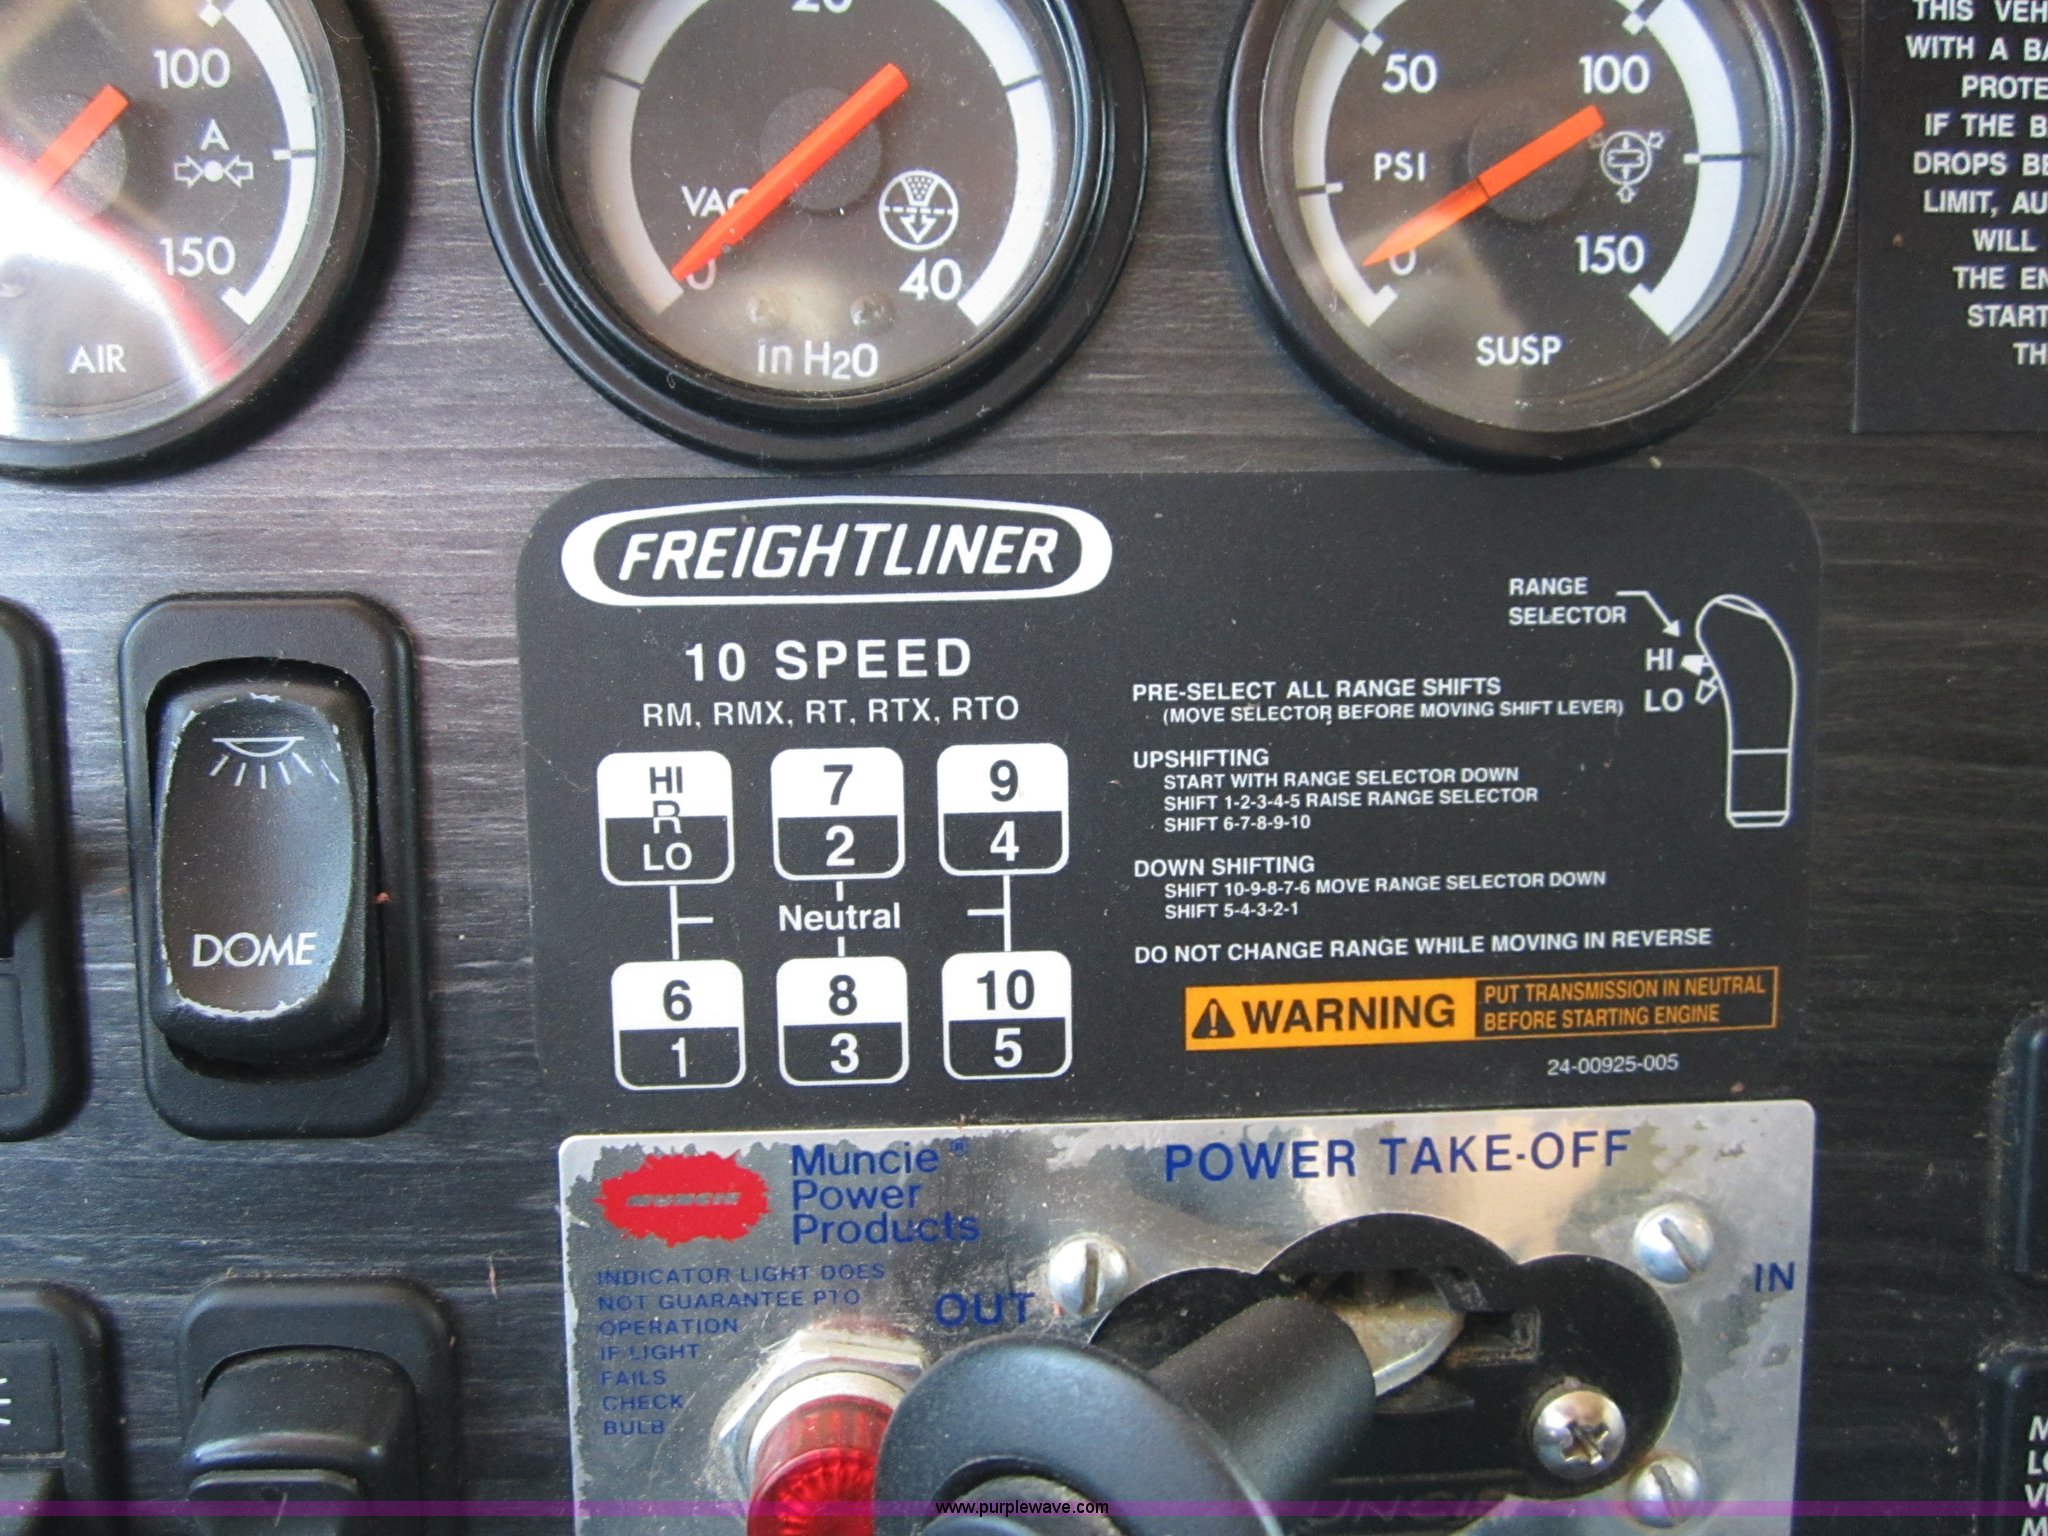 100
A
150
AIR
20
VAC
0
40
in H2O
50
100
PSI
0
150
SUSP
THIS VEH
WITH A BA
PROTE
IF THE B
DROPS BE
LIMIT, AU
WILL
THE EN
START
TH
FREIGHTLINER
10 SPEED
RM, RMX, RT, RTX, RTO
HI
R
LO
7
2
9
4
Neutral
6
1
8
3
10
5
RANGE
SELECTOR
HI
LO
PRE-SELECT ALL RANGE SHIFTS
(MOVE SELECTOR BEFORE MOVING SHIFT LEVER)
UPSHIFTING
START WITH RANGE SELECTOR DOWN
SHIFT 1-2-3-4-5 RAISE RANGE SELECTOR
SHIFT 6-7-8-9-10
DOWN SHIFTING
SHIFT 10-9-8-7-6 MOVE RANGE SELECTOR DOWN
SHIFT 5-4-3-2-1
DO NOT CHANGE RANGE WHILE MOVING IN REVERSE
WARNING
PUT TRANSMISSION IN NEUTRAL
BEFORE STARTING ENGINE
24-00925-005
DOME
MUNCIE
Muncie®
Power
Products
POWER TAKE-OFF
INDICATOR LIGHT DOES
NOT GUARANTEE PTO
OPERATION
IF LIGHT
FAILS
CHECK
BULB
OUT
IN
www.purplewave.com